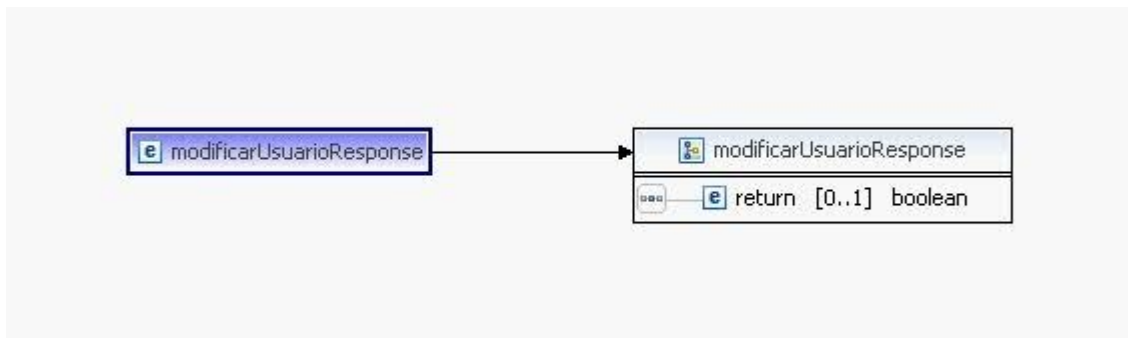 e modificarUsuarioResponse
modificarUsuarioResponse
e return [0..1] boolean